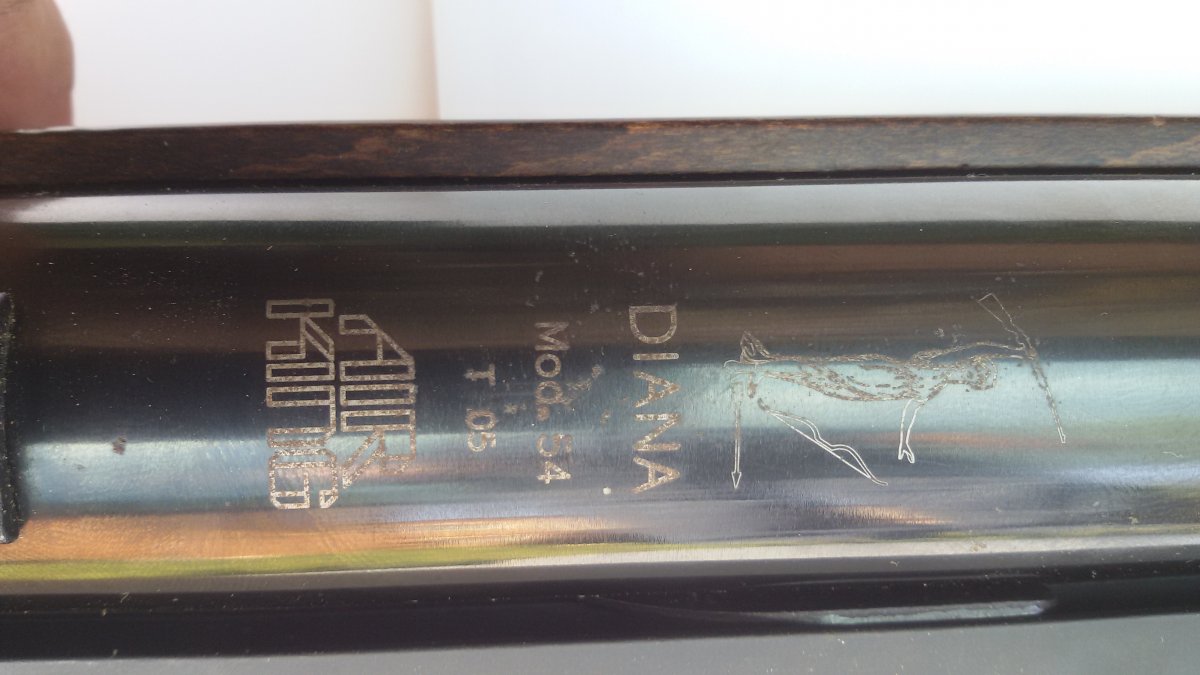 DIANA
Mod. 54
T 05
AIR
KING